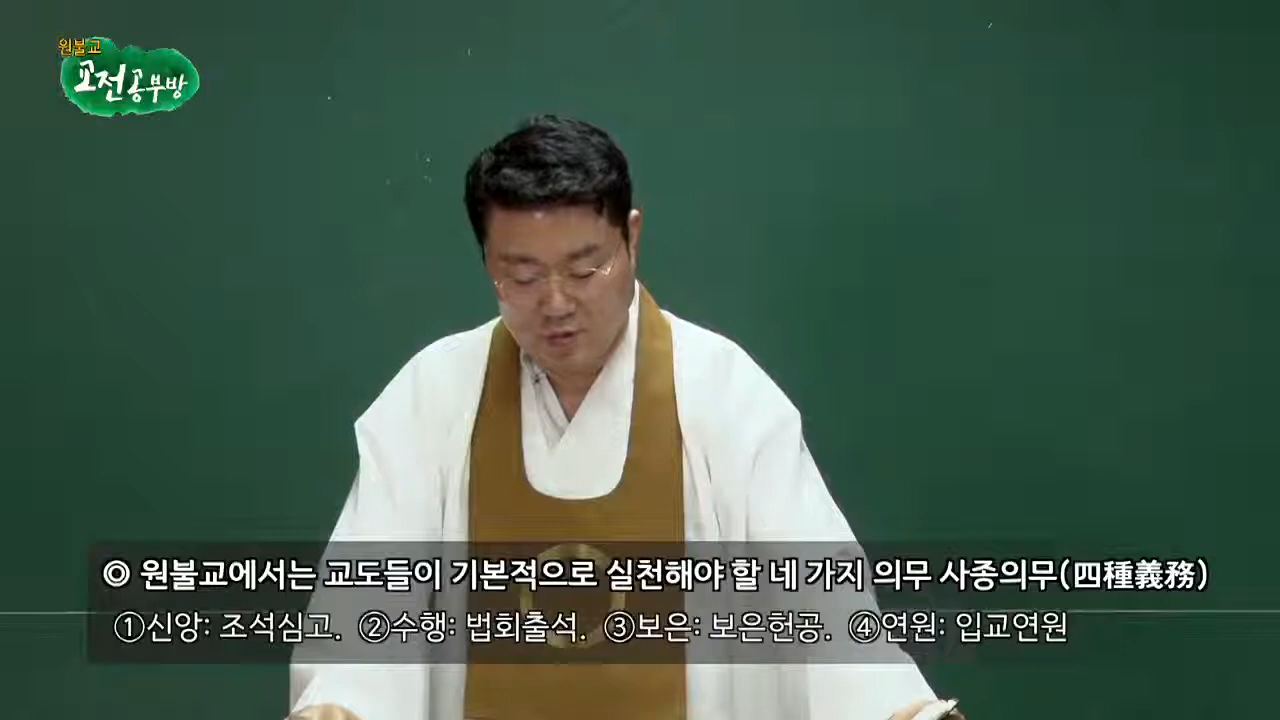 원불교
교전공부방
◎ 원불교에서는 교도들이 기본적으로 실천해야 할 네 가지 의무 사종의무(四種義務)
①신앙: 조석심고. ②수행: 법회출석. ③보은: 보은헌공. ④연원: 입교연원